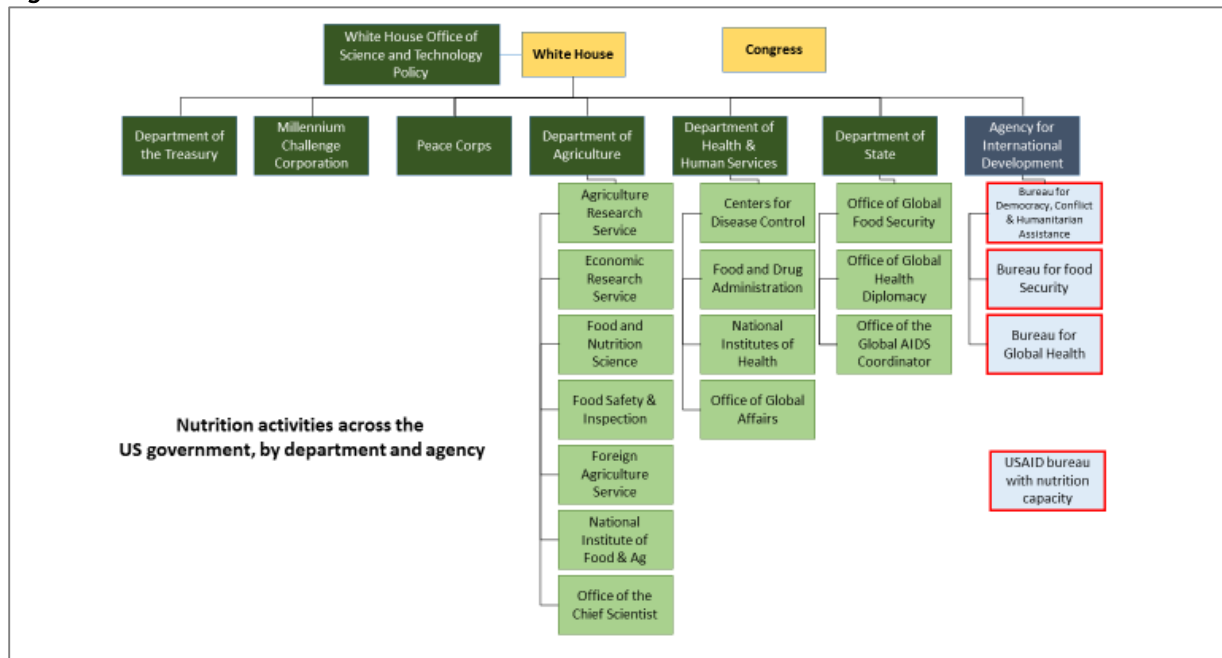 White House Office of
Science and Technology
Policy
White House
Congress
Department of
the Treasury
Millennium
Challenge
Corporation
Peace Corps
Department of
Agriculture
Department of
Health &
Human Services
Department of
State
Agency for
International
Development
Agriculture
Research
Service
Economic
Research
Service
Food and
Nutrition
Science
Food Safety &
Inspection
Foreign
Agriculture
Service
National
Institute of
Food & Ag
Office of the
Chief Scientist
Centers for
Disease Control
Food and Drug
Administration
National
Institutes of
Health
Office of Global
Affairs
Office of Global
Food Security
Office of Global
Health
Diplomacy
Office of the
Global AIDS
Coordinator
Bureau for
Democracy, Conflict
& Humanitarian
Assistance
Bureau for food
Security
Bureau for
Global Health
Nutrition activities across the
US government, by department and agency
USAID bureau
with nutrition
capacity